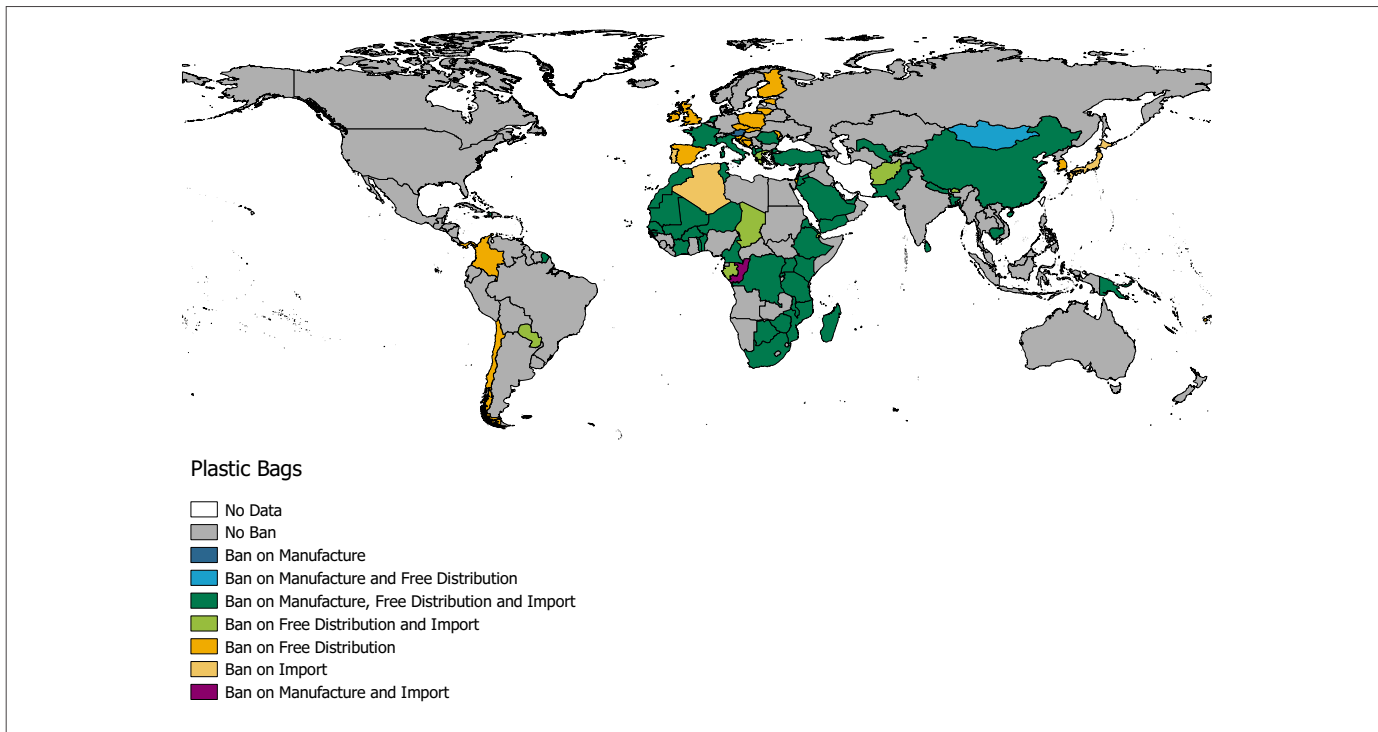 Plastic Bags
No Data
No Ban
Ban on Manufacture
Ban on Manufacture and Free Distribution
Ban on Manufacture, Free Distribution and Import
Ban on Free Distribution and Import
Ban on Free Distribution
Ban on Import
Ban on Manufacture and Import